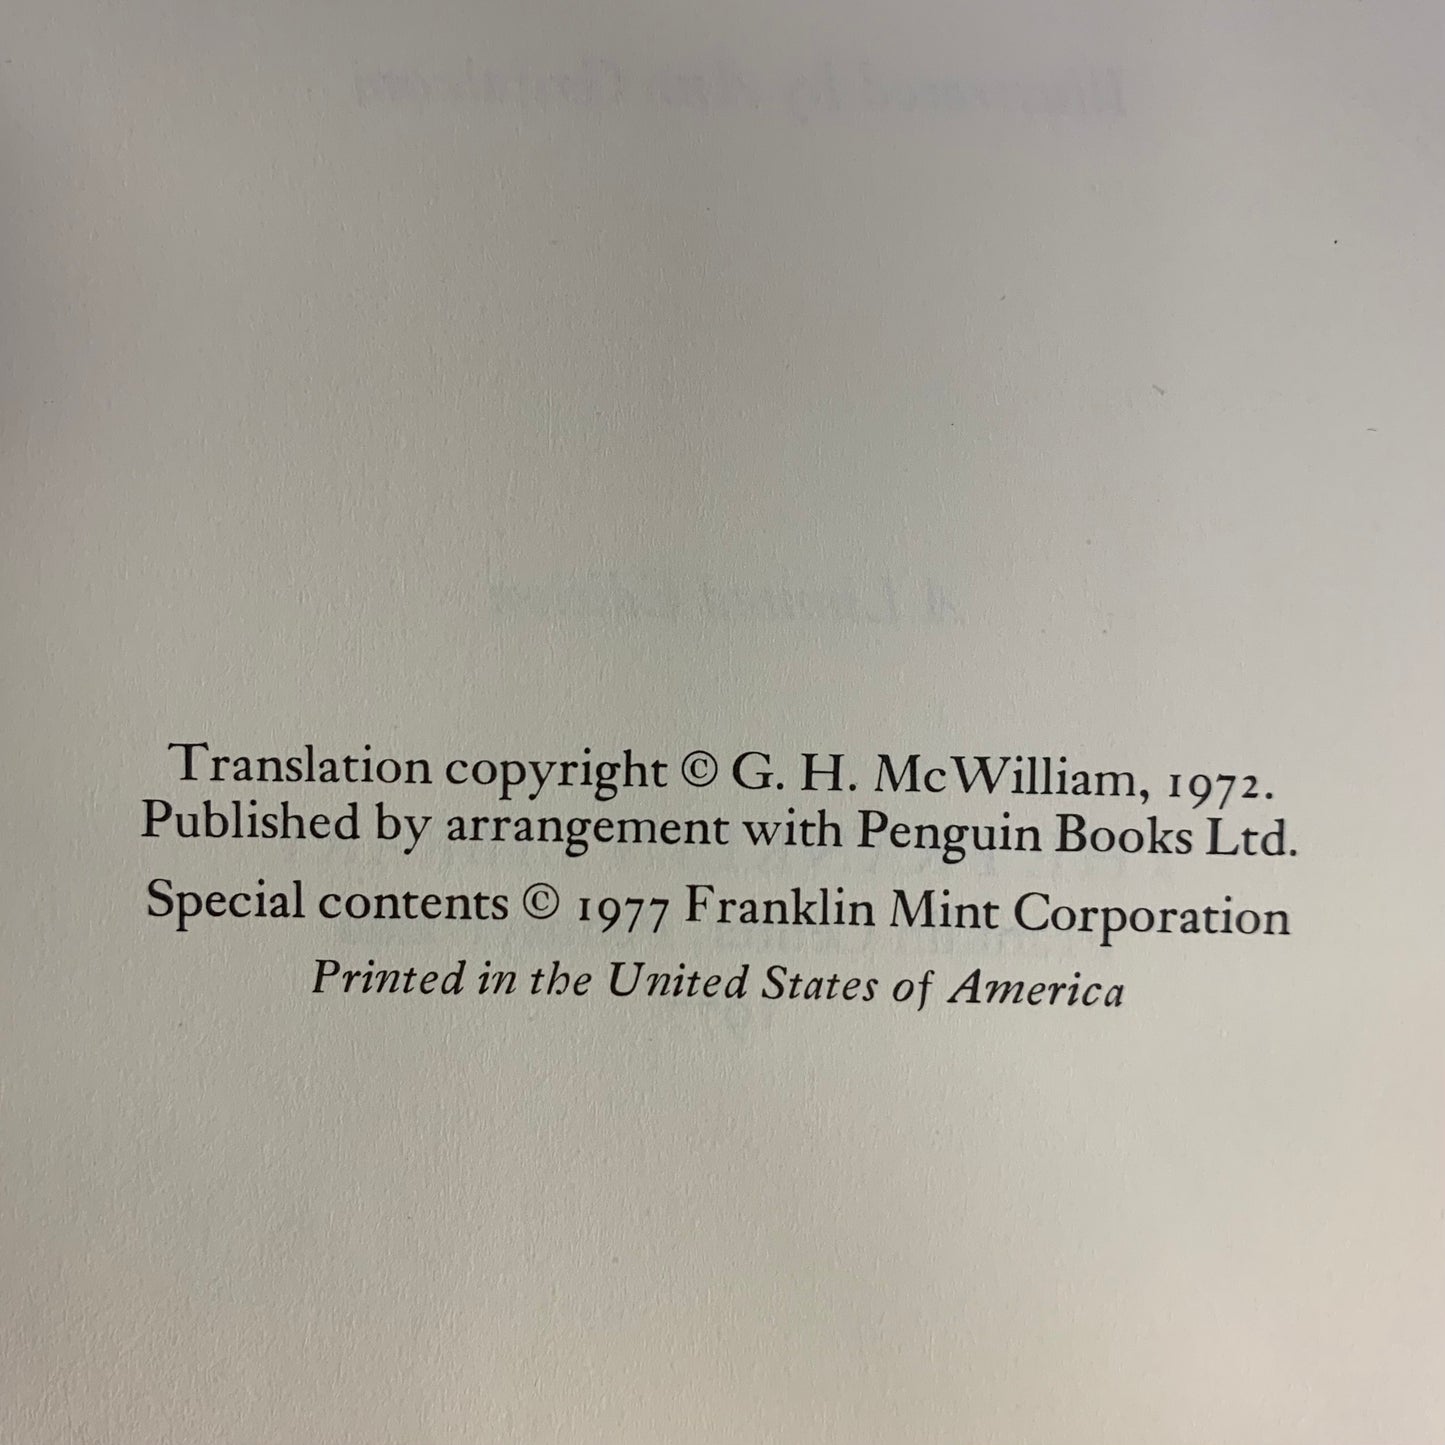 Translation copyright © G. H. McWilliam, 1972.
Published by arrangement with Penguin Books Ltd.
Special contents © 1977 Franklin Mint Corporation
Printed in the United States of America